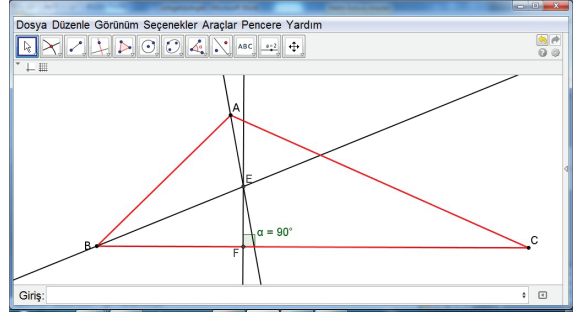 Dosya Düzenle Görünüm Seçenekler Araçlar Pencere Yardım
ABC a=2
A
E
α = 90°
B
F
C
Giriş: